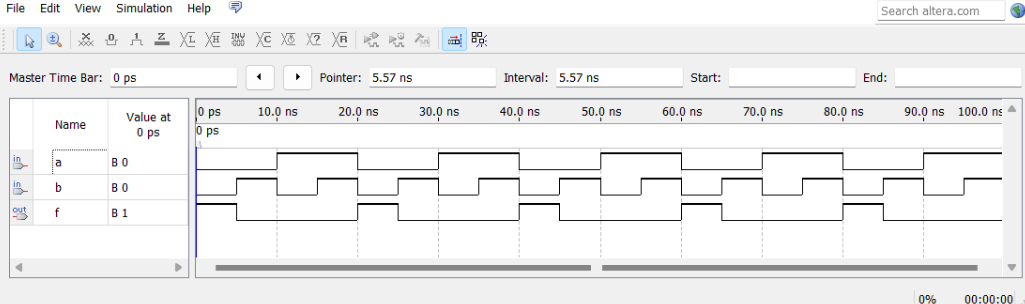 File Edit View Simulation Help Search altera.com
Master Time Bar: 0 ps Pointer: 5.57 ns Interval: 5.57 ns Start: End:
Name Value at 0 ps
0 ps 10.0 ns 20.0 ns 30.0 ns 40.0 ns 50.0 ns 60.0 ns 70.0 ns 80.0 ns 90.0 ns 100.0 ns
0 ps
in a B 0
in b B 0
out f B 1
0% 00:00:00